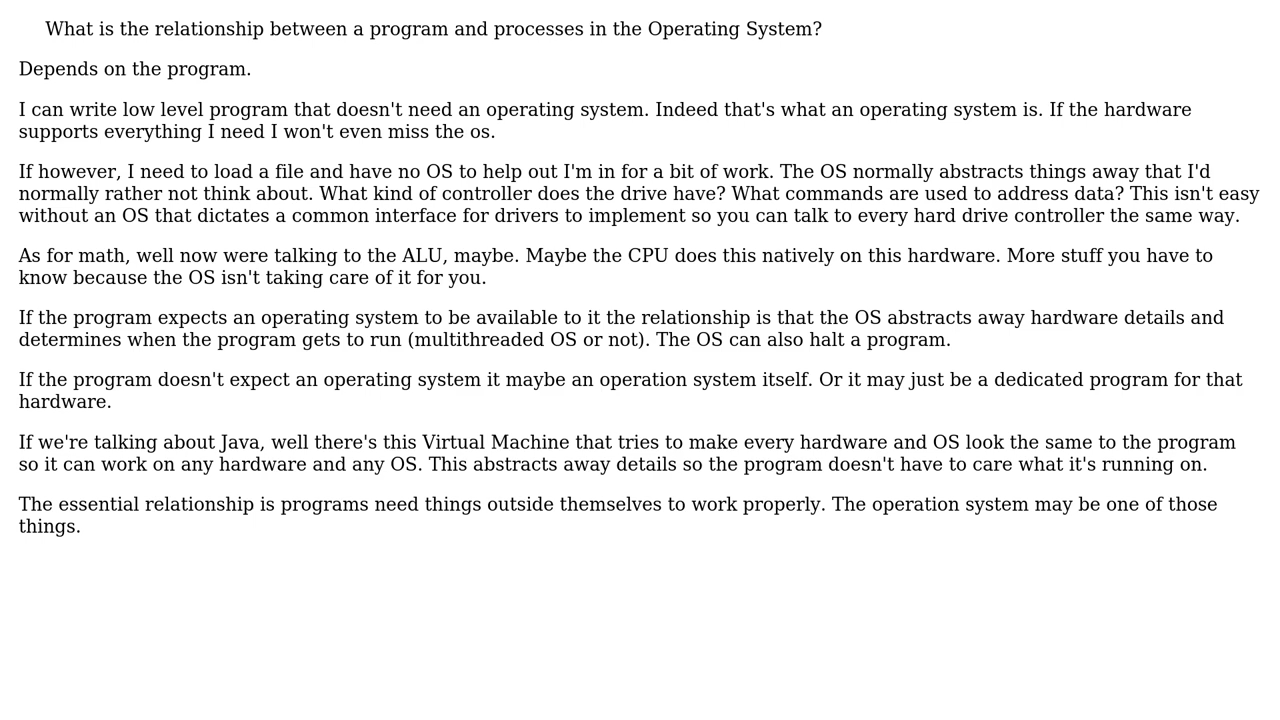 What is the relationship between a program and processes in the Operating System?
Depends on the program.
I can write low level program that doesn't need an operating system. Indeed that's what an operating system is. If the hardware
supports everything I need I won't even miss the os.
If however, I need to load a file and have no OS to help out I'm in for a bit of work. The OS normally abstracts things away that I'd
normally rather not think about. What kind of controller does the drive have? What commands are used to address data? This isn't easy
without an OS that dictates a common interface for drivers to implement so you can talk to every hard drive controller the same way.
As for math, well now were talking to the ALU, maybe. Maybe the CPU does this natively on this hardware. More stuff you have to
know because the OS isn't taking care of it for you.
If the program expects an operating system to be available to it the relationship is that the OS abstracts away hardware details and
determines when the program gets to run (multithreaded OS or not). The OS can also halt a program.
If the program doesn't expect an operating system it maybe an operation system itself. Or it may just be a dedicated program for that
hardware.
If we're talking about Java, well there's this Virtual Machine that tries to make every hardware and OS look the same to the program
so it can work on any hardware and any OS. This abstracts away details so the program doesn't have to care what it's running on.
The essential relationship is programs need things outside themselves to work properly. The operation system may be one of those
things.